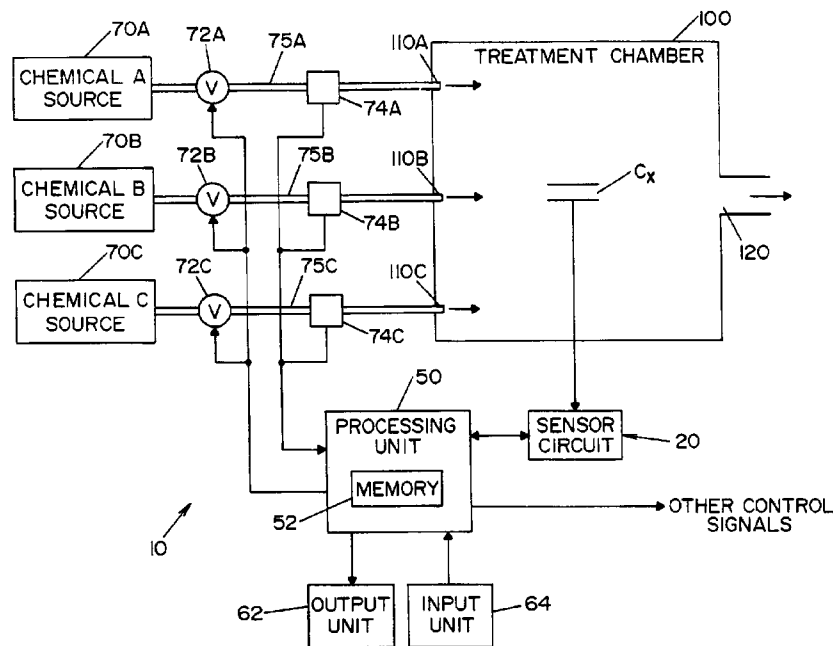 70A
72A
75A
110A
100
CHEMICAL A
SOURCE
V
74A
TREATMENT CHAMBER
70B
72B
75B
110B
CHEMICAL B
SOURCE
V
74B
Cx
120
70C
72C
75C
110C
CHEMICAL C
SOURCE
V
74C
50
PROCESSING
UNIT
MEMORY
52
SENSOR
CIRCUIT
20
OTHER CONTROL
SIGNALS
10
62
OUTPUT
UNIT
INPUT
UNIT
64